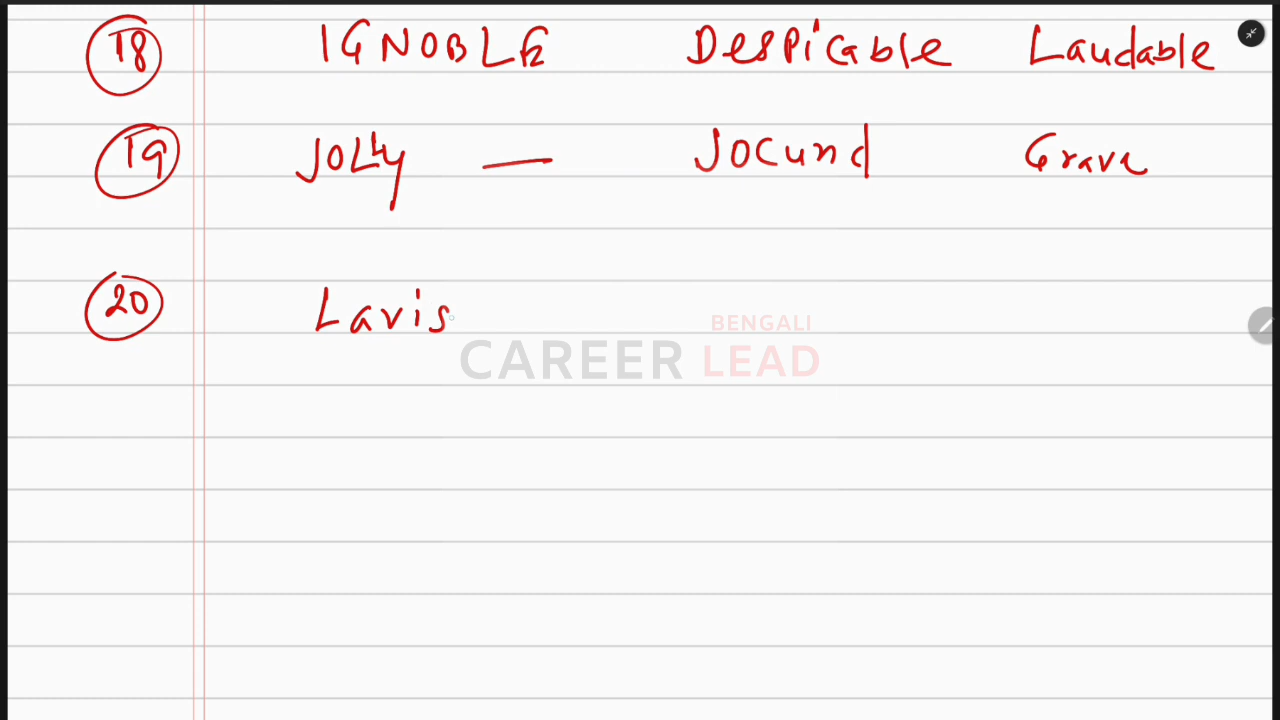 18 IGNOBLE Despicable Laudable
19 JOLLY — Jocund Grave
20 Lavis
BENGALI
CAREER LEAD